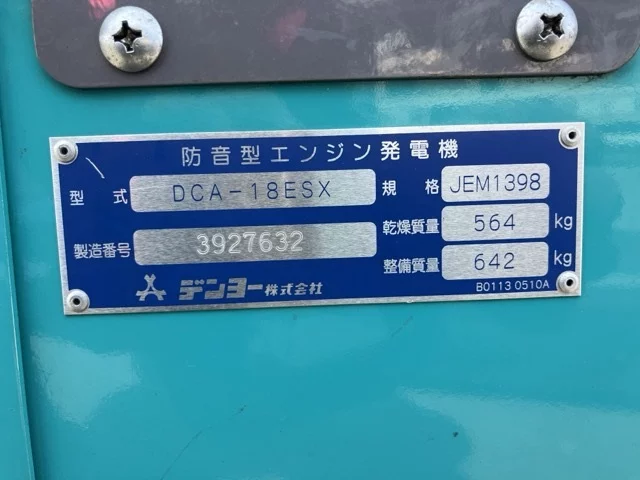 防音型エンジン発電機
型式 DCA-18ESX 規格 JEM1398
乾燥質量 564 kg
製造番号 3927632
整備質量 642 kg
デンヨー株式会社
B0113 0510A